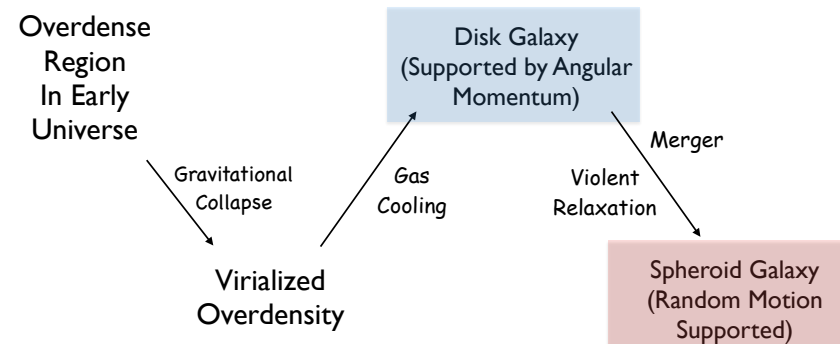 Overdense
Region
In Early
Universe
Gravitational
Collapse
Virialized
Overdensity
Gas
Cooling
Disk Galaxy
(Supported by Angular
Momentum)
Merger
Violent
Relaxation
Spheroid Galaxy
(Random Motion
Supported)